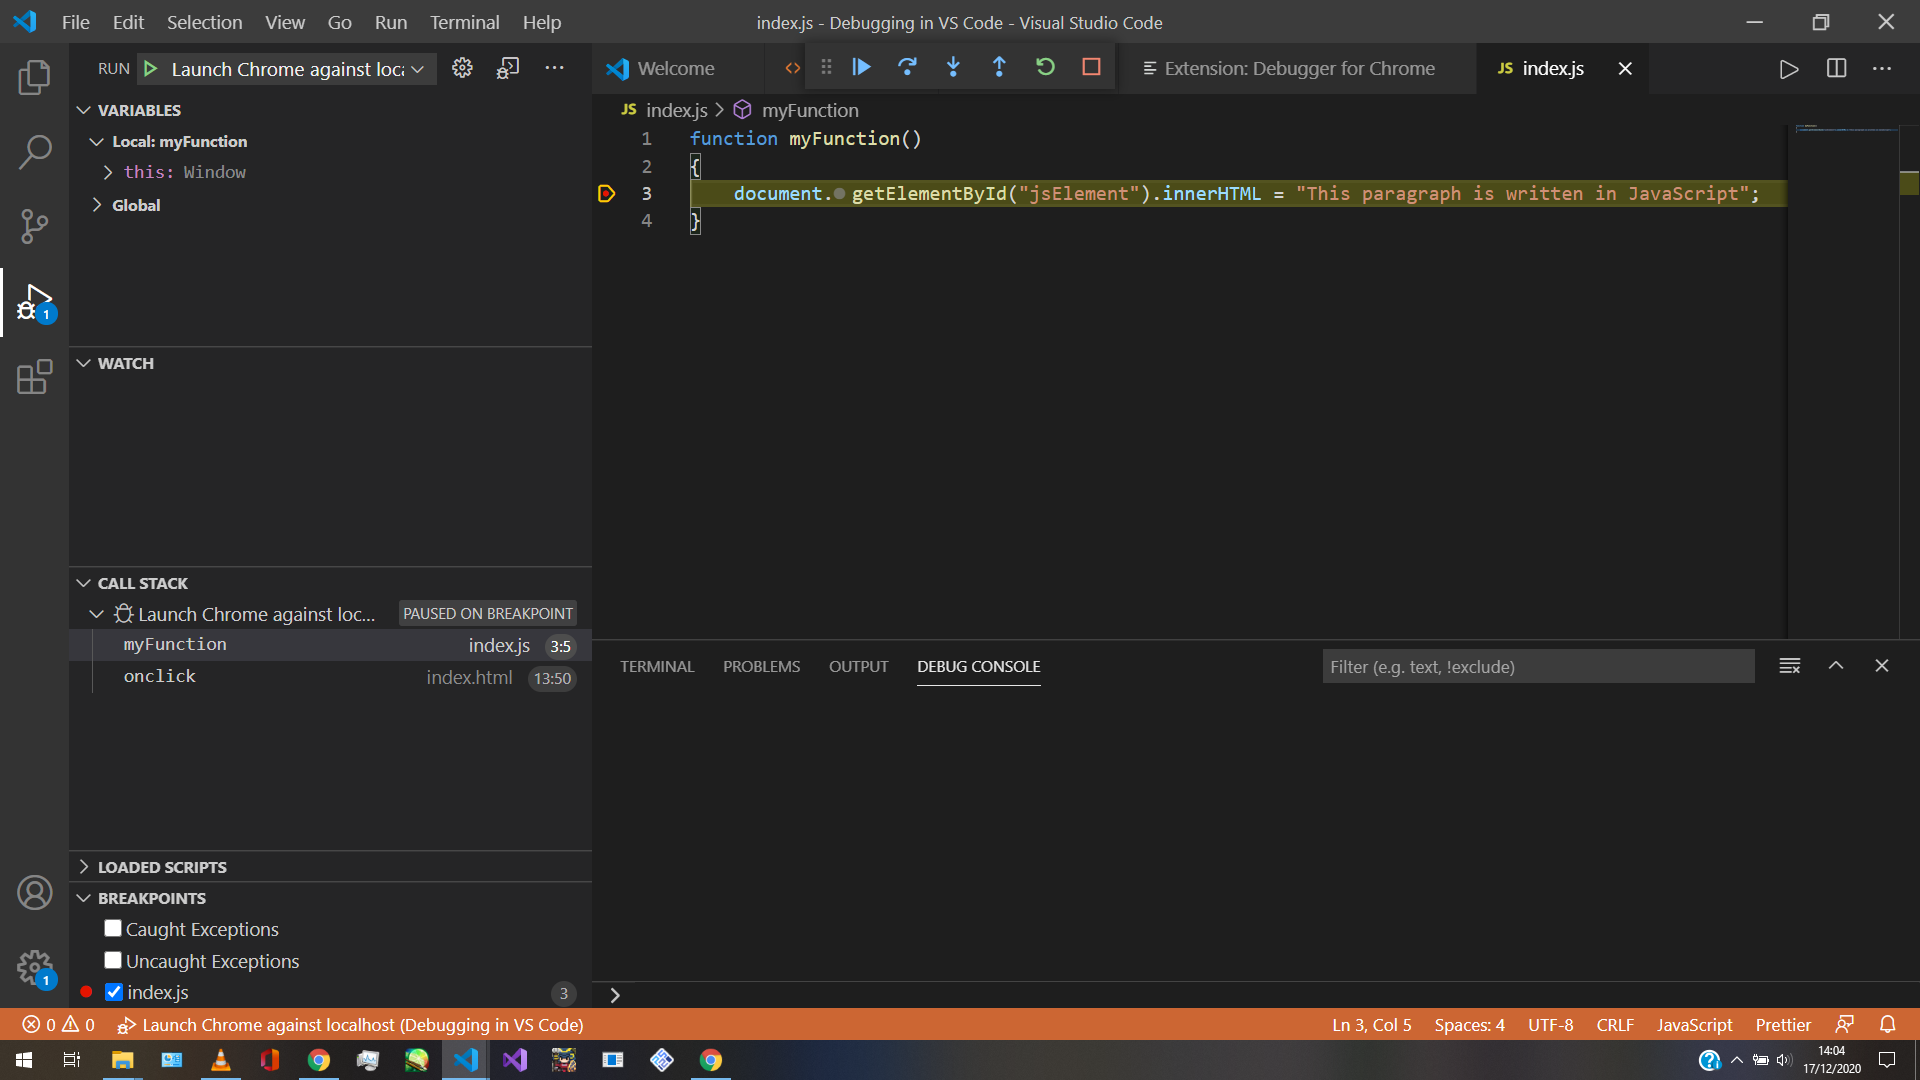 File Edit Selection View Go Run Terminal Help
index.js - Debugging in VS Code - Visual Studio Code
RUN Launch Chrome against loca
Welcome
Extension: Debugger for Chrome
JS index.js
VARIABLES
Local: myFunction
this: Window
Global
WATCH
CALL STACK
Launch Chrome against loc... PAUSED ON BREAKPOINT
myFunction index.js 3:5
onclick index.html 13:50
LOADED SCRIPTS
BREAKPOINTS
Caught Exceptions
Uncaught Exceptions
index.js 3
1
1
JS index.js > myFunction
1 function myFunction()
2 {
3 document.getElementById("jsElement").innerHTML = "This paragraph is written in JavaScript";
4 }
TERMINAL PROBLEMS OUTPUT DEBUG CONSOLE
Filter (e.g. text, !exclude)
0 0 Launch Chrome against localhost (Debugging in VS Code)
Ln 3, Col 5 Spaces: 4 UTF-8 CRLF JavaScript Prettier
14:04
17/12/2020